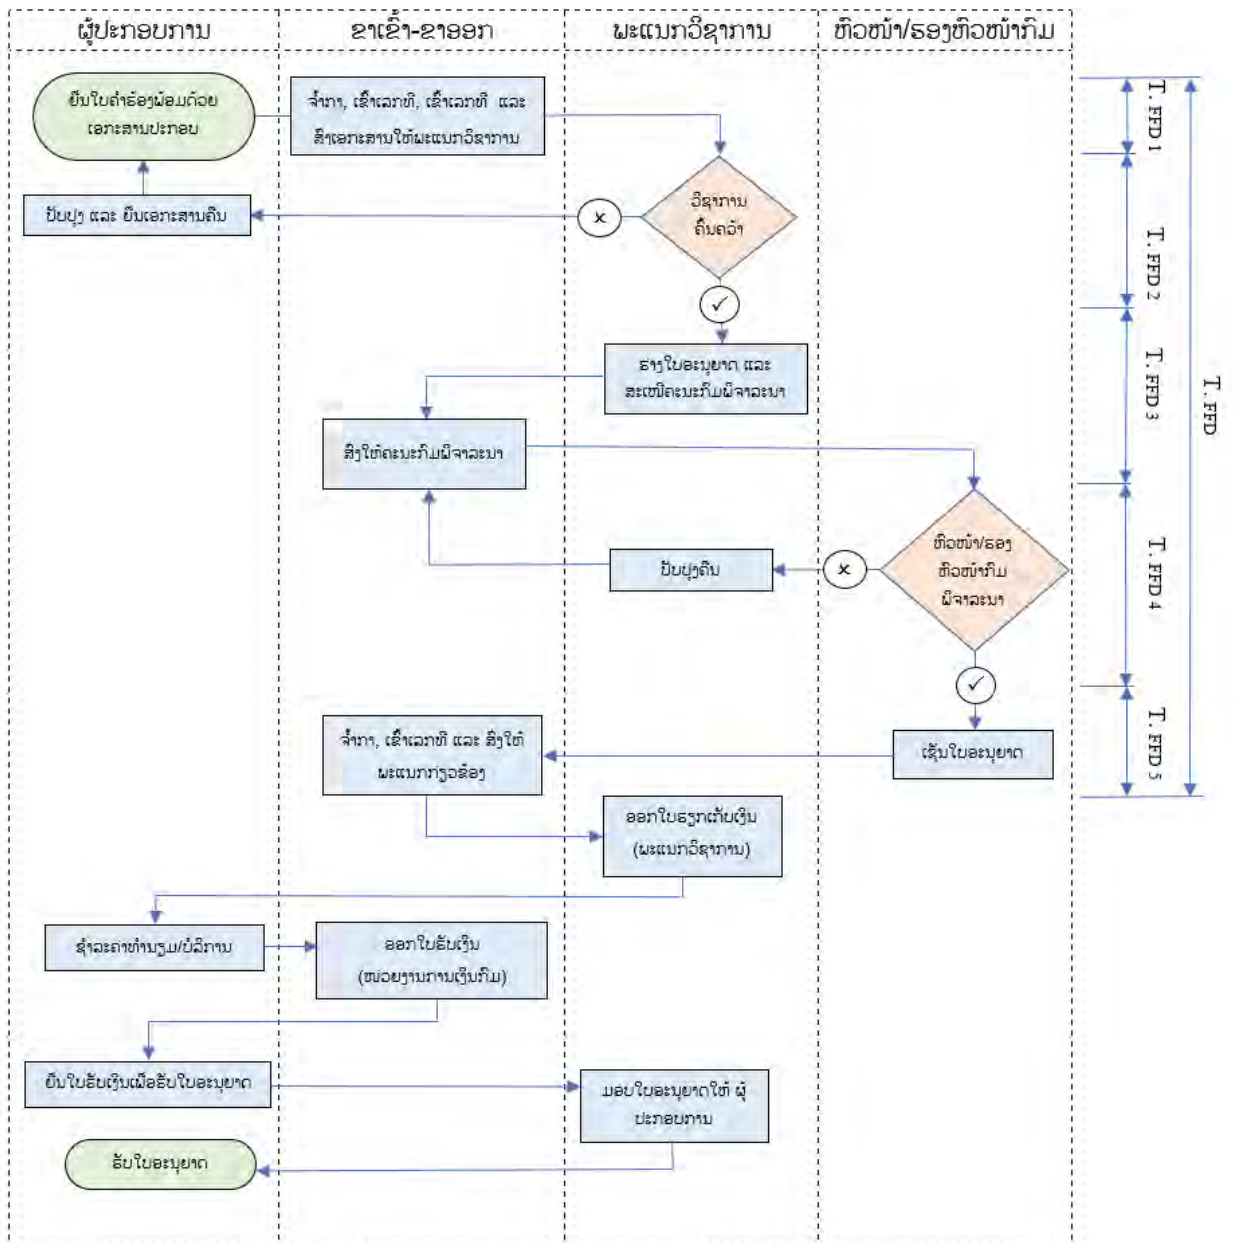 ຜູ້ປະກອບການ
ຂາເຂົ້າ-ຂາອອກ
ພະແນກວິຊາການ
ຫົວໜ້າ/ຮອງຫົວໜ້າກົມ
ຍື່ນໃບຄໍາຮ້ອງພ້ອມດ້ວຍ
ເອກະສານປະກອບ
ຈໍ້າກາ, ເຂົ້າເລກທີ, ເຂົ້າເລກທີ ແລະ
ສົ່ງເອກະສານໃຫ້ພະແນກວິຊາການ
T. FFD 1
ວິຊາການ
ຄົ້ນຄວ້າ
x
ປັບປຸງ ແລະ ຍື່ນເອກະສານຄືນ
✓
T. FFD 2
ຮ່າງໃບອະນຸຍາດ ແລະ
ສະເໜີຄະນະກົມພິຈາລະນາ
T. FFD 3
T. FFD
ສົ່ງໃຫ້ຄະນະກົມພິຈາລະນາ
ຫົວໜ້າ/ຮອງ
ຫົວໜ້າກົມ
ພິຈາລະນາ
x
ປັບປຸງຄືນ
T. FFD 4
✓
ເຊັນໃບອະນຸຍາດ
T. FFD 5
ຈໍ້າກາ, ເຂົ້າເລກທີ ແລະ ສົ່ງໃຫ້
ພະແນກກ່ຽວຂ້ອງ
ອອກໃບຮຽກເກັບເງິນ
(ພະແນກວິຊາການ)
ຊໍາລະຄ່າທໍານຽມ/ບໍລິການ
ອອກໃບຮັບເງິນ
(ໜ່ວຍງານການເງິນກົມ)
ຍື່ນໃບຮັບເງິນເພື່ອຮັບໃບອະນຸຍາດ
ມອບໃບອະນຸຍາດໃຫ້ ຜູ້
ປະກອບການ
ຮັບໃບອະນຸຍາດ